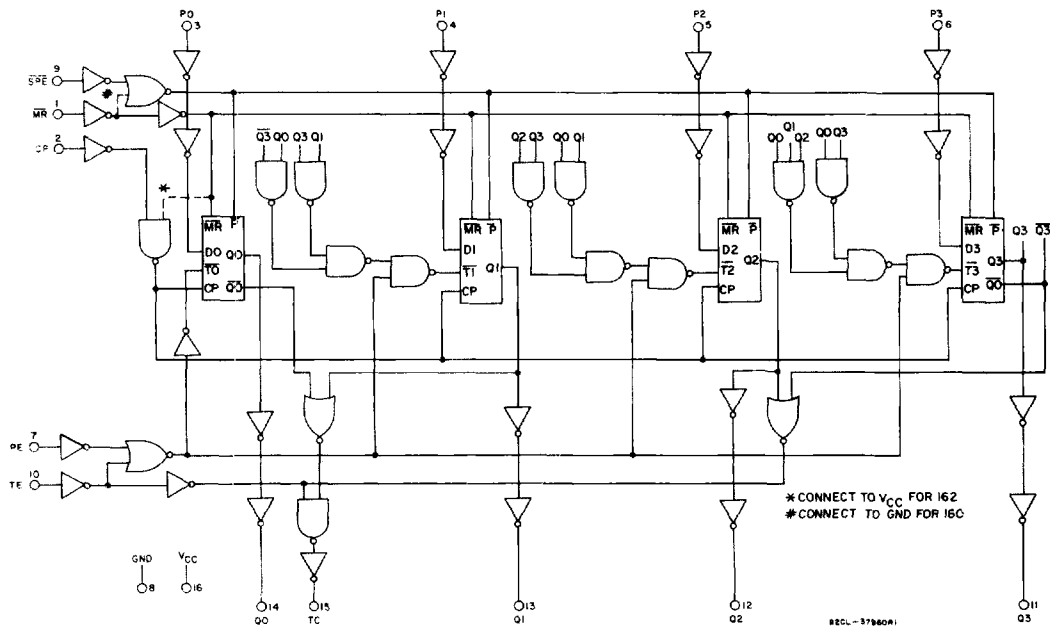 P0
3
P1
4
P2
5
P3
6
9
SPE
#
1
MR
2
CP
*
Q3 Q0 Q3 Q1
Q2 Q3 Q0 Q1
Q0 Q1 Q2 Q0 Q3
MR P
D0 Q0
T0
CP Q0
MR P
D1
T1 Q1
CP
MR P
D2
T2 Q2
CP
MR P
D3
T3 Q3
CP Q0
Q3 Q3
7
PE
10
TE
* CONNECT TO VCC FOR 162
# CONNECT TO GND FOR 160
GND
8
VCC
16
14
Q0
15
TC
13
Q1
12
Q2
11
Q3
92CL-37960R1